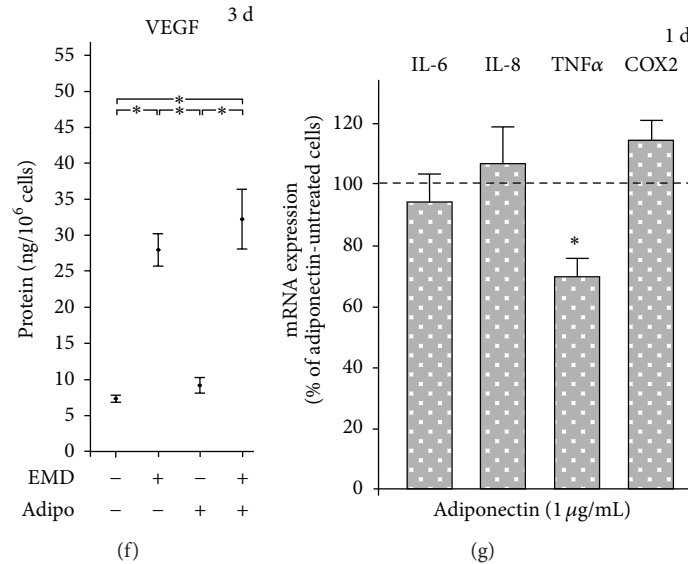 VEGF 3 d
Protein (ng/10⁶ cells)
55
50
45
40
35
30
25
20
15
10
5
0
* * *
*
EMD − + − +
Adipo − − + +
(f)
1 d
IL-6 IL-8 TNFα COX2
mRNA expression
(% of adiponectin-untreated cells)
120
100
80
60
40
20
0
*
Adiponectin (1 μg/mL)
(g)